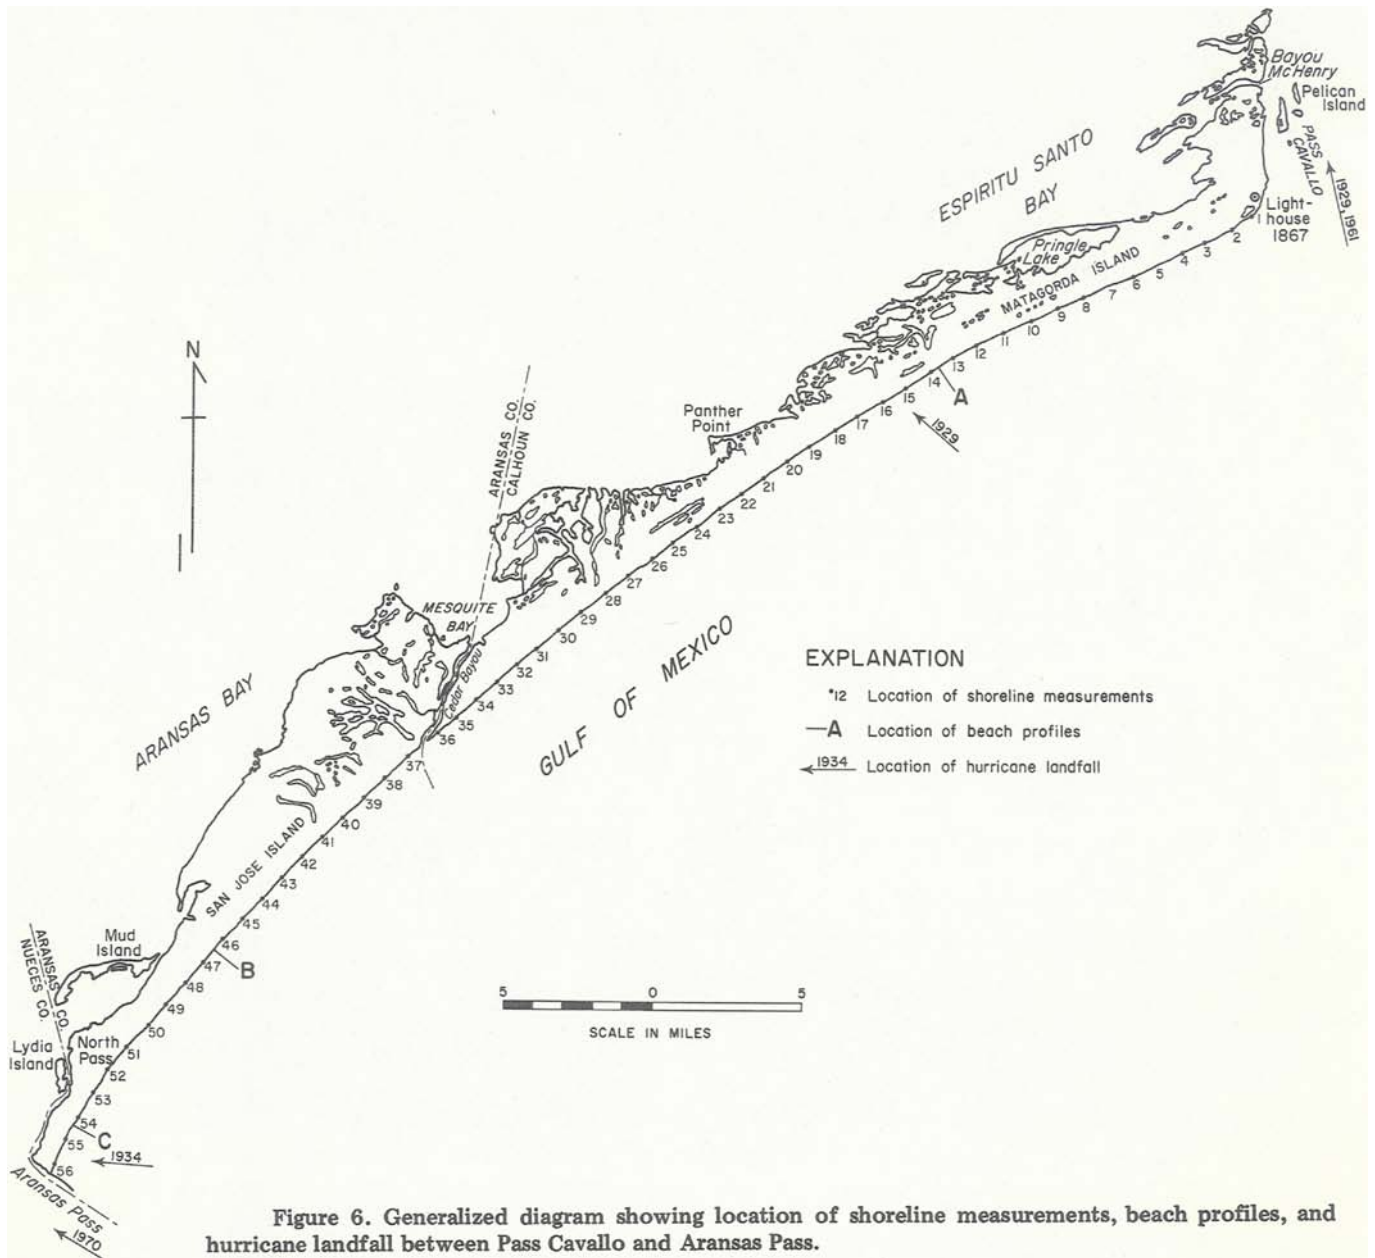 Bayou
McHenry
Pelican
Island
PASS
CAVALLO
1929, 1961
ESPIRITU SANTO
BAY
Light-
house
1867
Pringle
Lake
MATAGORDA ISLAND
1
2
3
4
5
6
7
8
9
10
11
12
13
14
A
15
16
1929
17
18
19
20
21
22
23
24
25
26
27
28
29
30
31
32
33
34
35
36
37
38
39
40
41
42
43
44
45
46
B
47
48
49
50
51
52
53
54
C
55
56
N
Panther
Point
ARANSAS CO.
CALHOUN CO.
MESQUITE
BAY
Cedar Bayou
GULF OF MEXICO
ARANSAS BAY
SAN JOSE ISLAND
Mud
Island
ARANSAS CO.
NUECES CO.
Lydia
Island
North
Pass
1934
Aransas Pass
1970
EXPLANATION
•12 Location of shoreline measurements
—A Location of beach profiles
1934 Location of hurricane landfall
5 0 5
SCALE IN MILES
Figure 6. Generalized diagram showing location of shoreline measurements, beach profiles, and
hurricane landfall between Pass Cavallo and Aransas Pass.